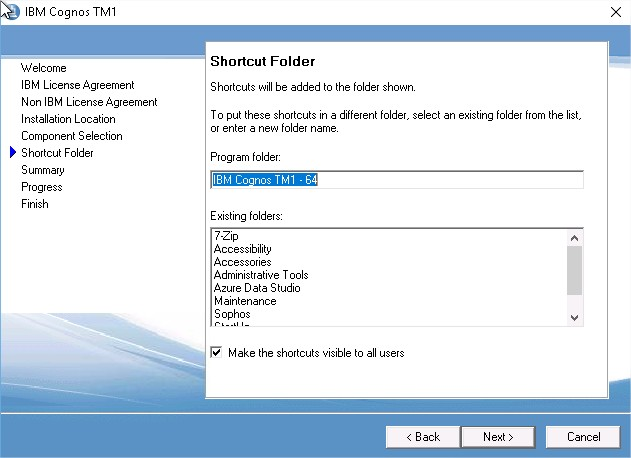 IBM Cognos TM1
Welcome
IBM License Agreement
Non IBM License Agreement
Installation Location
Component Selection
Shortcut Folder
Summary
Progress
Finish
Shortcut Folder
Shortcuts will be added to the folder shown.
To put these shortcuts in a different folder, select an existing folder from the list,
or enter a new folder name.
Program folder:
IBM Cognos TM1 - 64
Existing folders:
7-Zip
Accessibility
Accessories
Administrative Tools
Azure Data Studio
Maintenance
Sophos
StartUp
Make the shortcuts visible to all users
< Back
Next >
Cancel